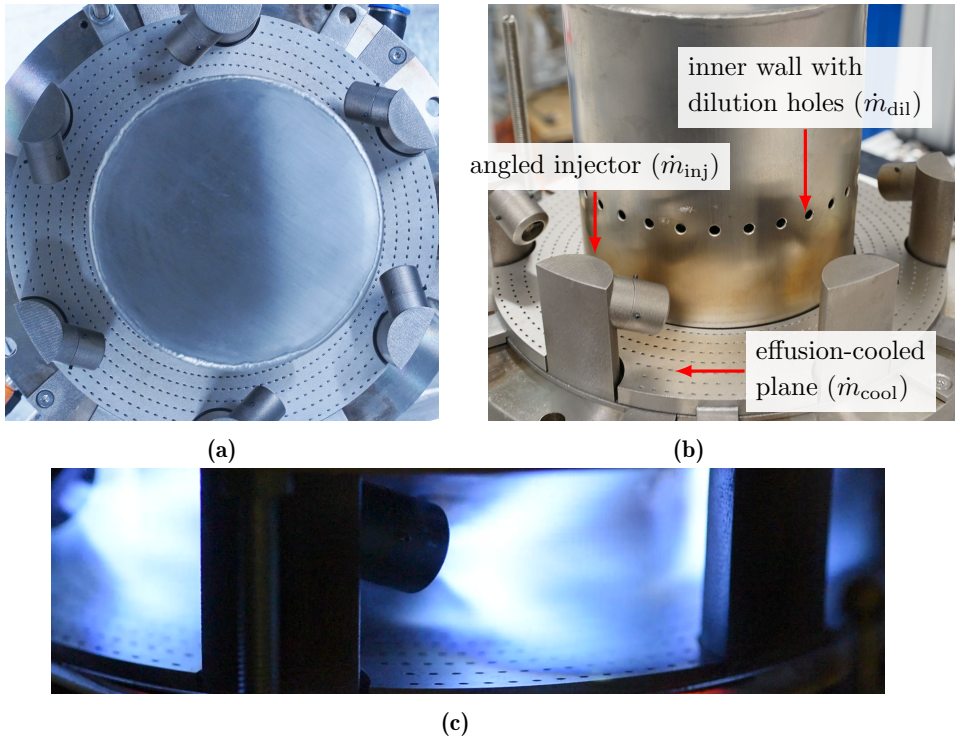 inner wall with
dilution holes (ṁdil)
angled injector (ṁinj)
effusion-cooled
plane (ṁcool)
(a)
(b)
(c)